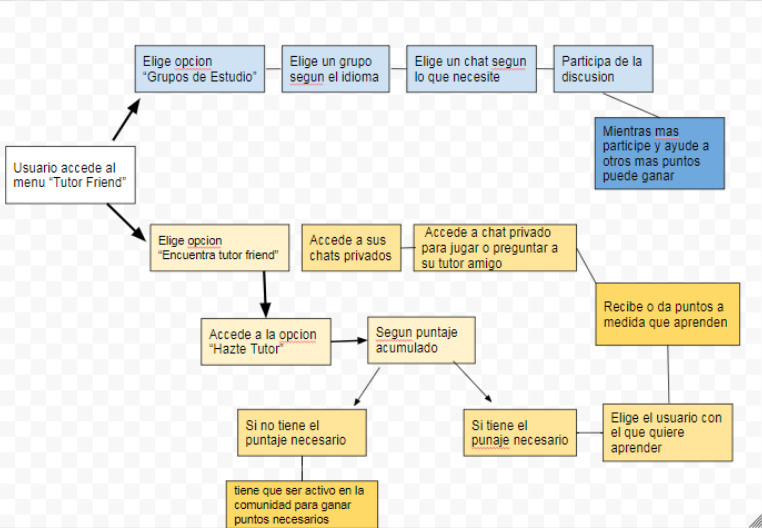 Elige opcion
“Grupos de Estudio”
Elige un grupo
segun el idioma
Elige un chat segun
lo que necesite
Participa de la
discusion
Mientras mas
participe y ayude a
otros mas puntos
puede ganar
Usuario accede al
menu “Tutor Friend”
Elige opcion
“Encuentra tutor friend”
Accede a sus
chats privados
Accede a chat privado
para jugar o preguntar a
su tutor amigo
Recibe o da puntos a
medida que aprenden
Accede a la opcion
“Hazte Tutor”
Segun puntaje
acumulado
Si no tiene el
puntaje necesario
Si tiene el
punaje necesario
Elige el usuario con
el que quiere
aprender
tiene que ser activo en la
comunidad para ganar
puntos necesarios